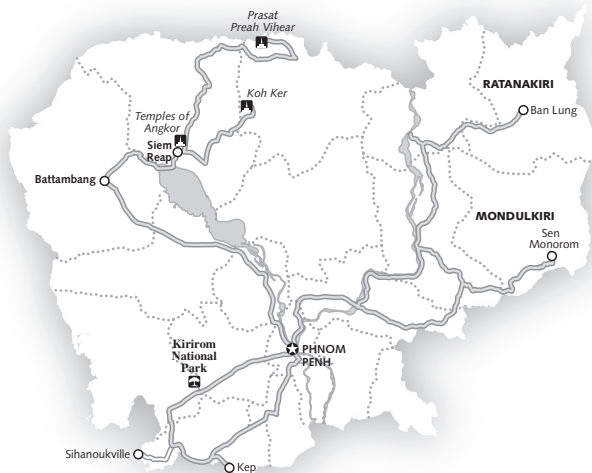 Prasat
Preah Vihear
RATANAKIRI
Koh Ker
Ban Lung
Temples of
Angkor
Siem
Reap
Battambang
MONDULKIRI
Sen
Monorom
Kirirom
National
Park
PHNOM
PENH
Sihanoukville
Kep